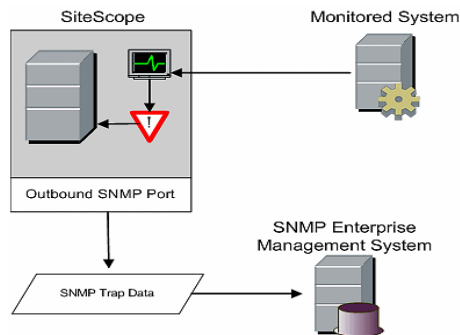 SiteScope
Monitored System
!
Outbound SNMP Port
SNMP Enterprise
Management System
SNMP Trap Data